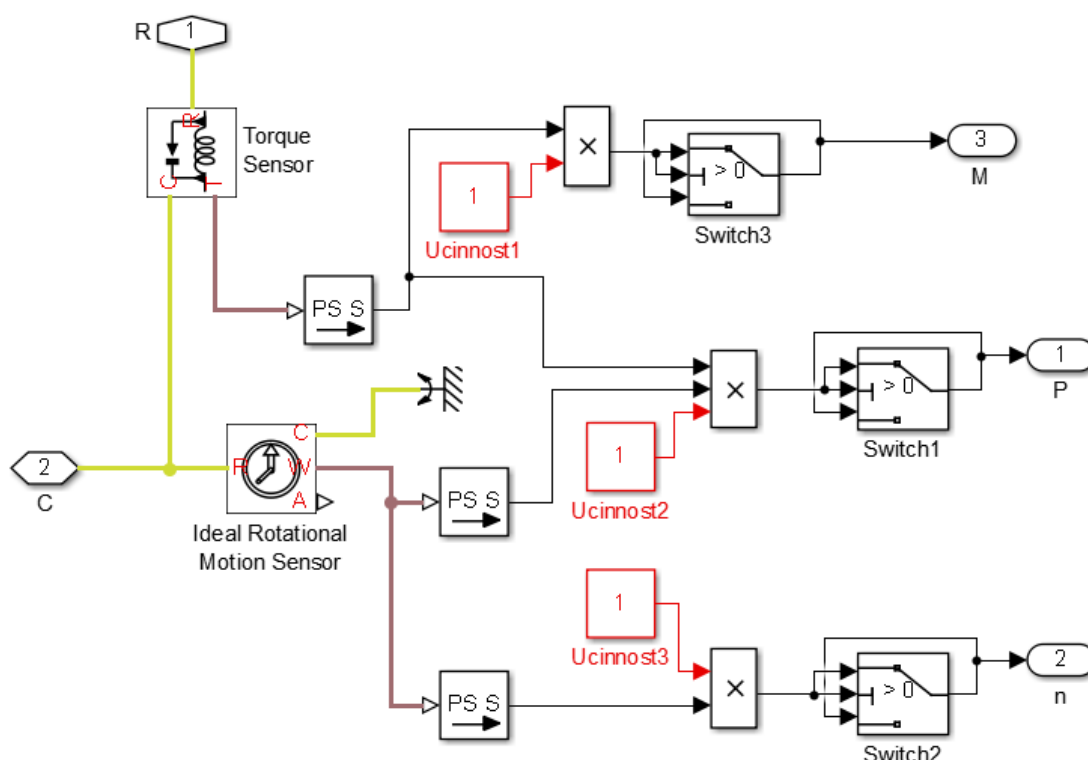 R
1
R
C
T
Torque
Sensor
1
Ucinnost1
×
> 0
Switch3
3
M
PS S
2
C
R
C
W
A
Ideal Rotational
Motion Sensor
PS S
1
Ucinnost2
×
> 0
Switch1
1
P
1
Ucinnost3
PS S
×
> 0
Switch2
2
n